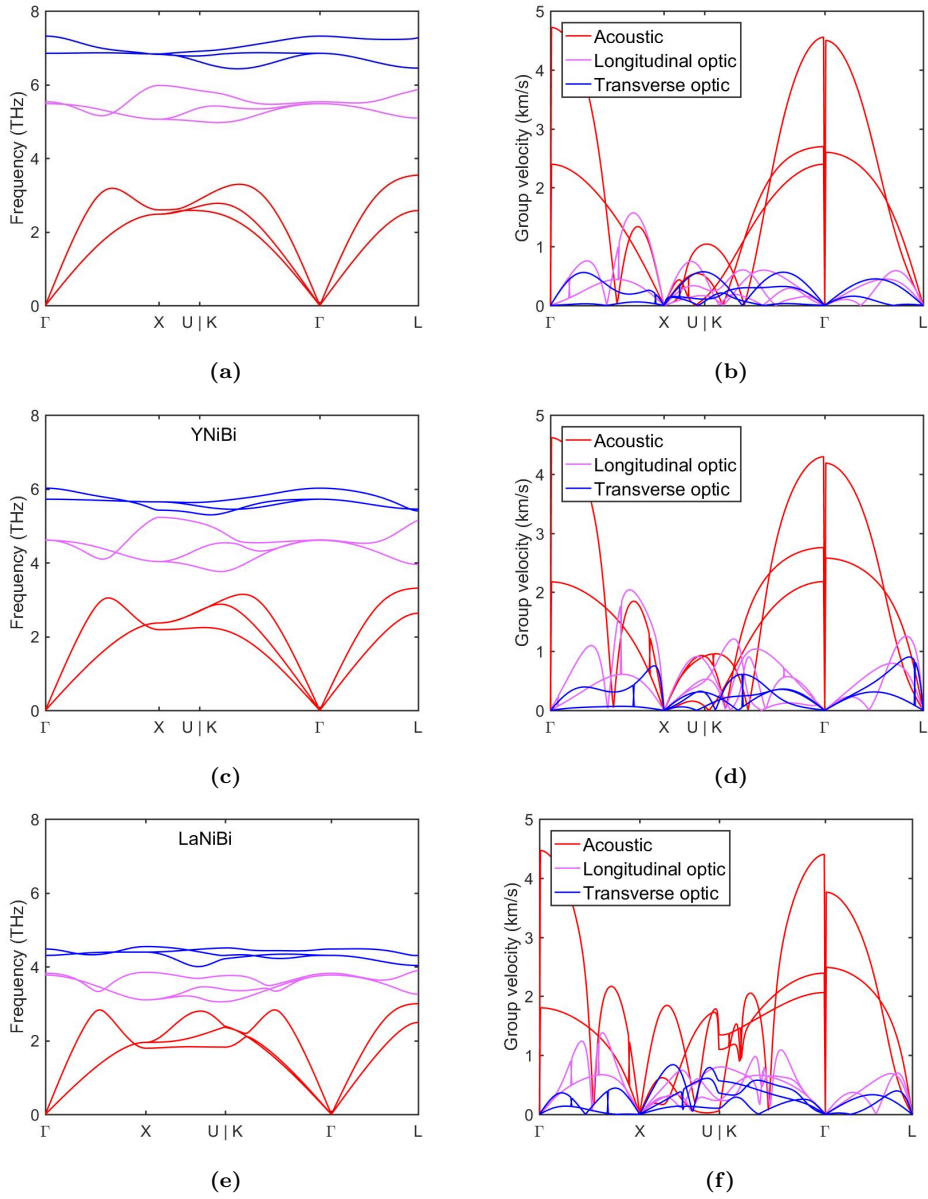 8
6
4
2
0
Frequency (THz)
Γ X U | K Γ L
(a)
5
4
3
2
1
0
Group velocity (km/s)
Acoustic
Longitudinal optic
Transverse optic
Γ X U | K Γ L
(b)
YNiBi
8
6
4
2
0
Frequency (THz)
Γ X U | K Γ L
(c)
5
4
3
2
1
0
Group velocity (km/s)
Acoustic
Longitudinal optic
Transverse optic
Γ X U | K Γ L
(d)
LaNiBi
8
6
4
2
0
Frequency (THz)
Γ X U | K Γ L
(e)
5
4
3
2
1
0
Group velocity (km/s)
Acoustic
Longitudinal optic
Transverse optic
Γ X U | K Γ L
(f)